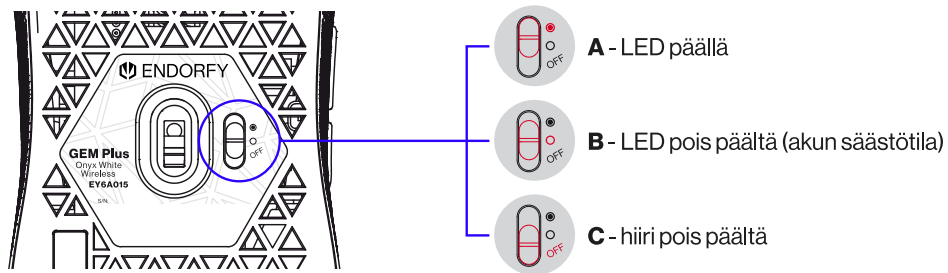 ENDORFY
OFF
GEM Plus
Onyx White
Wireless
EY6A015
S/N:
OFF
A - LED päällä
OFF
B - LED pois päältä (akun säästötila)
OFF
C - hiiri pois päältä